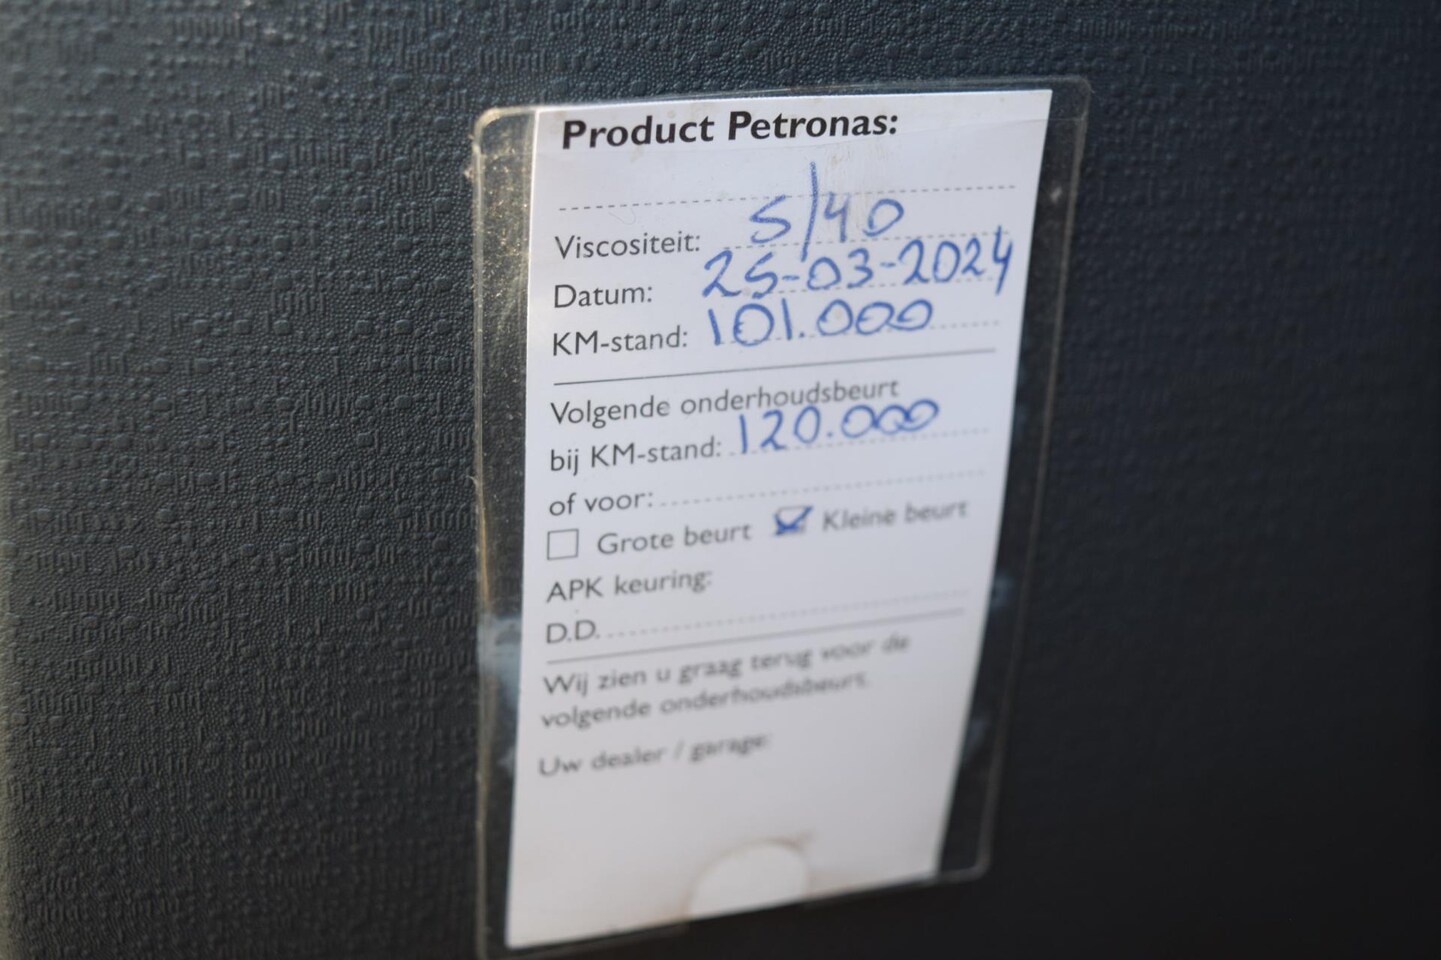 Product Petronas:
Viscositeit: 5/40
Datum: 25-03-2024
KM-stand: 101.000
Volgende onderhoudsbeurt
bij KM-stand: 120.000
of voor:
Grote beurt Kleine beurt
APK keuring:
D.D.
Wij zien u graag terug voor de
volgende onderhoudsbeurt.
Uw dealer / garage: